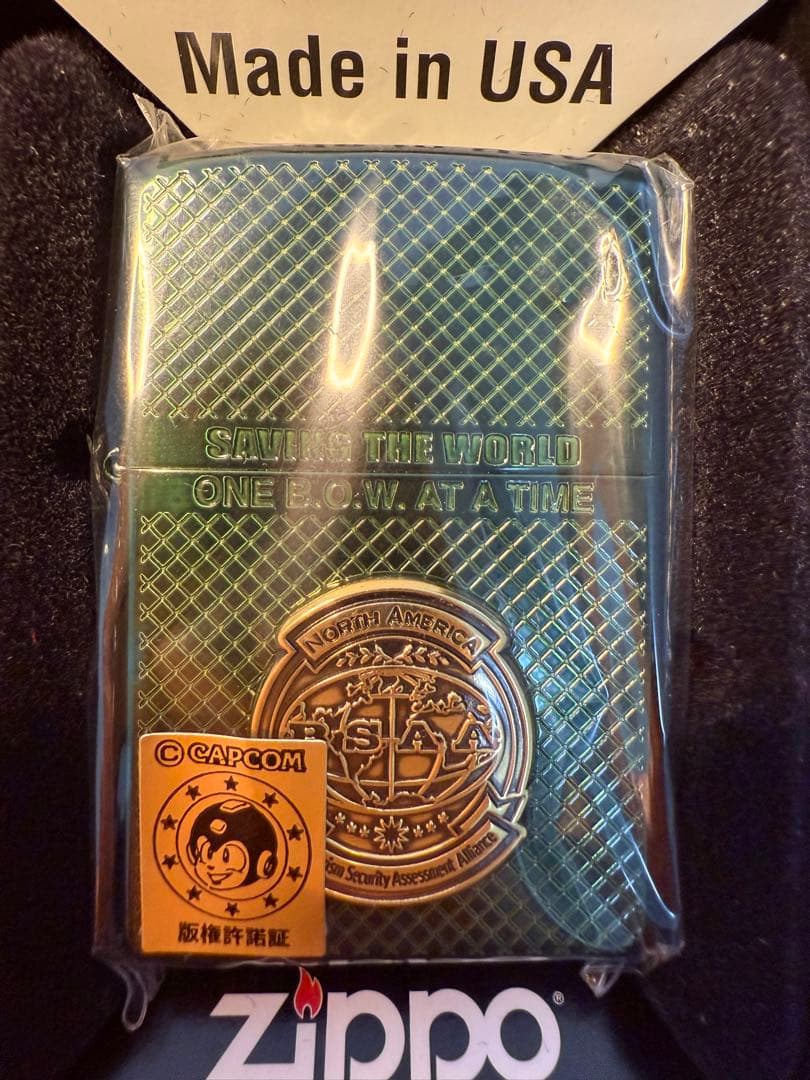 Made in USA
SAVING THE WORLD
ONE B.O.W. AT A TIME
NORTH AMERICA
BSAA
Security Assessment Alliance
© CAPCOM
版権許諾証
zippo®